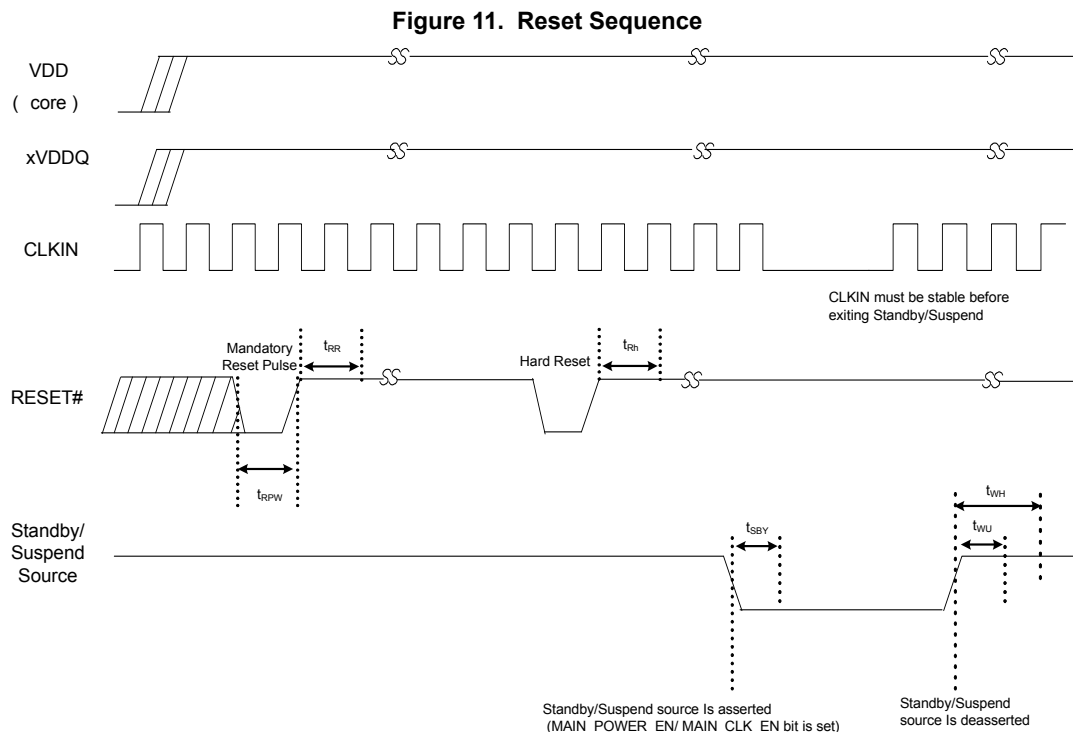 Figure 11. Reset Sequence
VDD
( core )
xVDDQ
CLKIN
CLKIN must be stable before
exiting Standby/Suspend
Mandatory
Reset Pulse
tRR
Hard Reset
tRh
RESET#
tRPW
tWH
tSBY
tWU
Standby/
Suspend
Source
Standby/Suspend source Is asserted
(MAIN_POWER_EN/ MAIN_CLK_EN bit is set)
Standby/Suspend
source Is deasserted